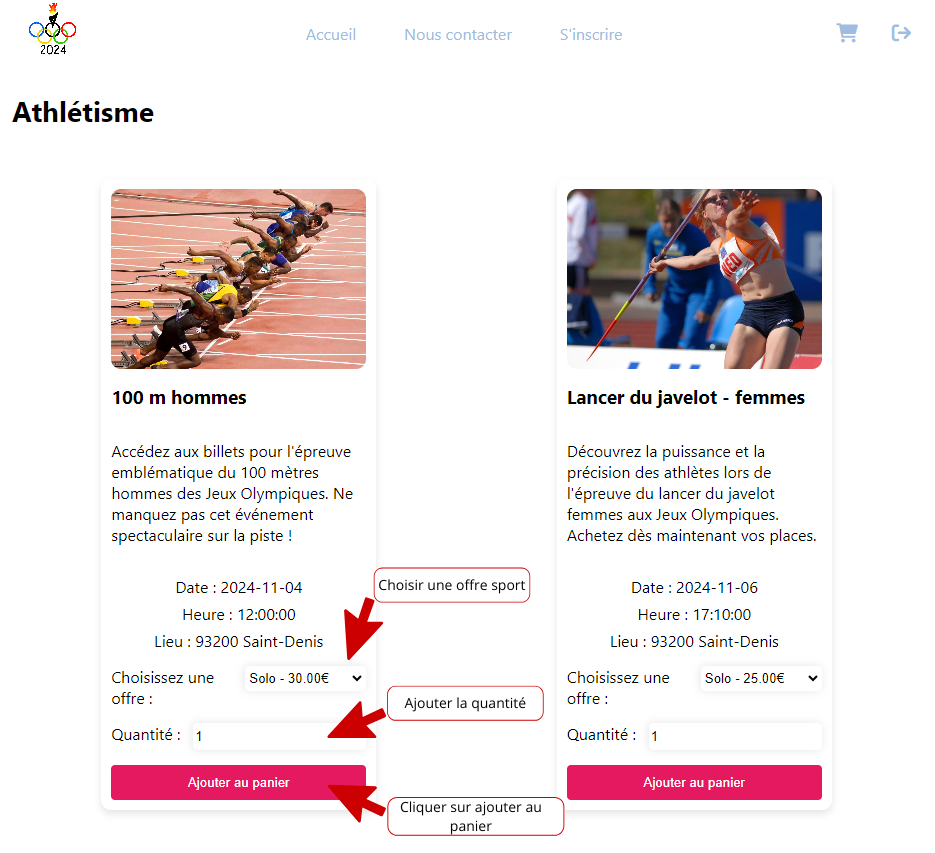 2024
Accueil
Nous contacter
S'inscrire
Athlétisme
100 m hommes
Accédez aux billets pour l'épreuve
emblématique du 100 mètres
hommes des Jeux Olympiques. Ne
manquez pas cet événement
spectaculaire sur la piste !
Date : 2024-11-04
Heure : 12:00:00
Lieu : 93200 Saint-Denis
Choisissez une
offre :
Solo - 30.00€
Quantité :
1
Ajouter au panier
Choisir une offre sport
Ajouter la quantité
Cliquer sur ajouter au
panier
Lancer du javelot - femmes
Découvrez la puissance et la
précision des athlètes lors de
l'épreuve du lancer du javelot
femmes aux Jeux Olympiques.
Achetez dès maintenant vos places.
Date : 2024-11-06
Heure : 17:10:00
Lieu : 93200 Saint-Denis
Choisissez une
offre :
Solo - 25.00€
Quantité :
1
Ajouter au panier